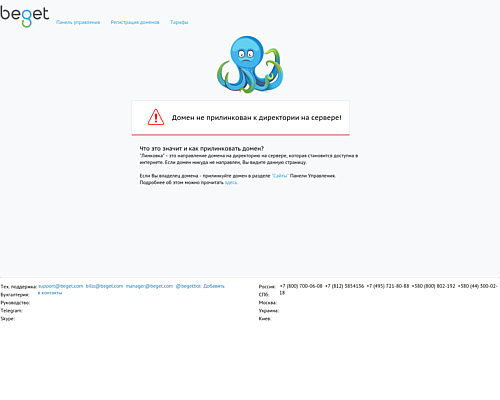 beget
Панель управления Регистрация доменов Тарифы
Домен не прилинкован к директории на сервере!
Что это значит и как прилинковать домен?
"Линковка" - это направление домена на директорию на сервере, которая становится доступна в
интернете. Если домен никуда не направлен, Вы видите данную страницу.
Если Вы владелец домена - прилинкуйте домен в разделе "Сайты" Панели Управления.
Подробнее об этом можно прочитать здесь.
Тех. поддержка:
Бухгалтерия:
Руководство:
Telegram:
Skype:
support@beget.com bills@beget.com manager@beget.com @begetbot Добавить
в контакты
Россия:
СПб:
Москва:
Украина:
Киев:
+7 (800) 700-06-08 +7 (812) 3854136 +7 (495) 721-80-88 +380 (800) 802-192 +380 (44) 300-02-
18